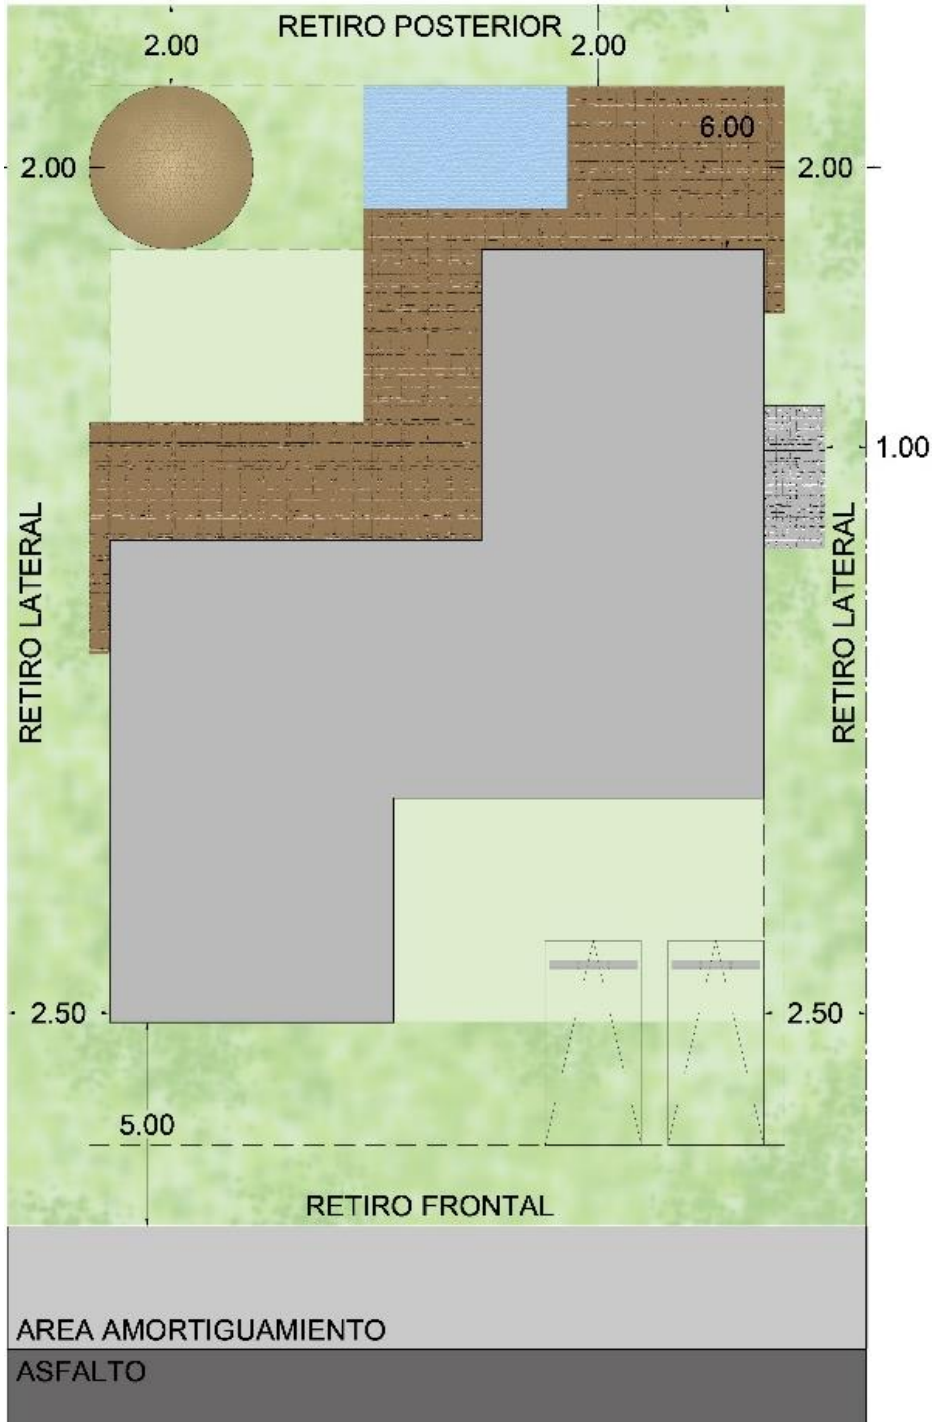 RETIRO POSTERIOR
2.00
2.00
6.00
2.00
2.00
1.00
RETIRO LATERAL
RETIRO LATERAL
2.50
2.50
5.00
RETIRO FRONTAL
AREA AMORTIGUAMIENTO
ASFALTO